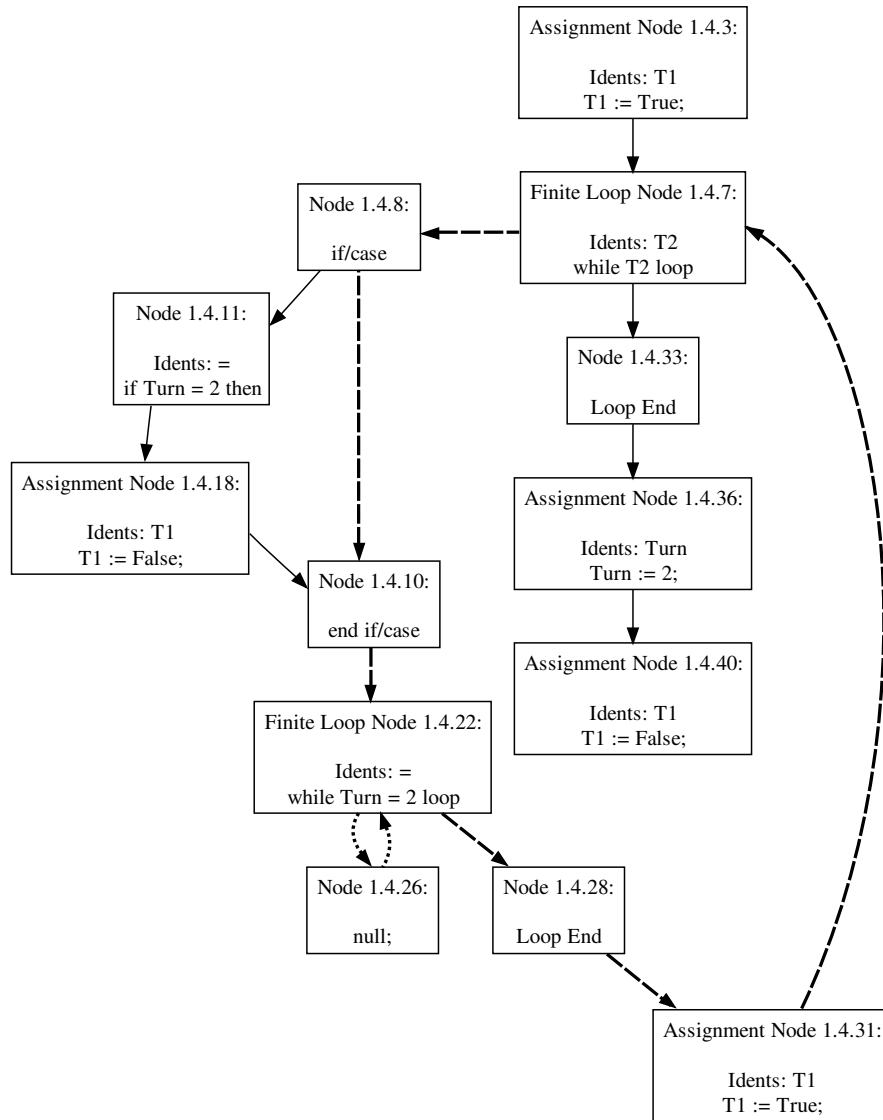 Assignment Node 1.4.3:
Idents: T1
T1 := True;
Finite Loop Node 1.4.7:
Idents: T2
while T2 loop
Node 1.4.8:
if/case
Node 1.4.11:
Idents: =
if Turn = 2 then
Node 1.4.33:
Loop End
Assignment Node 1.4.18:
Idents: T1
T1 := False;
Assignment Node 1.4.36:
Idents: Turn
Turn := 2;
Node 1.4.10:
end if/case
Assignment Node 1.4.40:
Idents: T1
T1 := False;
Finite Loop Node 1.4.22:
Idents: =
while Turn = 2 loop
Node 1.4.26:
null;
Node 1.4.28:
Loop End
Assignment Node 1.4.31:
Idents: T1
T1 := True;